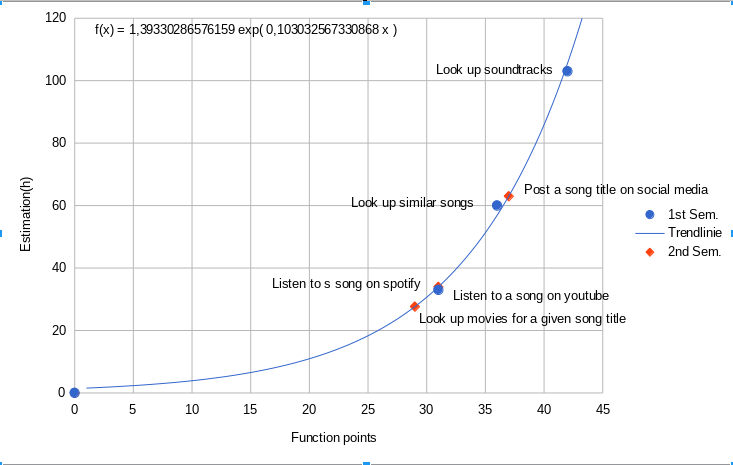 120
f(x) = 1,39330286576159 exp( 0,103032567330868 x )
Look up soundtracks
100
80
Post a song title on social media
60
Look up similar songs
1st Sem.
Trendlinie
2nd Sem.
Estimation(h)
40
Listen to s song on spotify
Listen to a song on youtube
Look up movies for a given song title
20
0
0 5 10 15 20 25 30 35 40 45
Function points